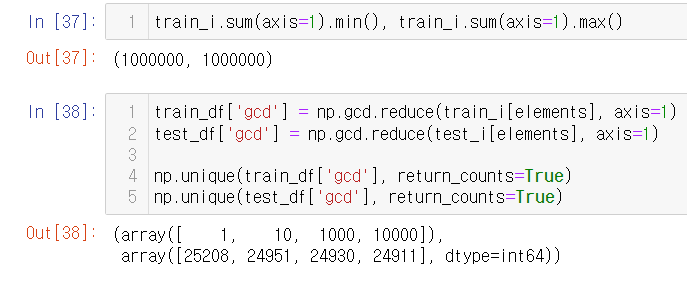 In [37]: 1 train_i.sum(axis=1).min(), train_i.sum(axis=1).max()
Out[37]: (1000000, 1000000)
In [38]: 1 train_df['gcd'] = np.gcd.reduce(train_i[elements], axis=1)
2 test_df['gcd'] = np.gcd.reduce(test_i[elements], axis=1)
3
4 np.unique(train_df['gcd'], return_counts=True)
5 np.unique(test_df['gcd'], return_counts=True)
Out[38]: (array([    1,    10,  1000, 10000]),
array([25208, 24951, 24930, 24911], dtype=int64))